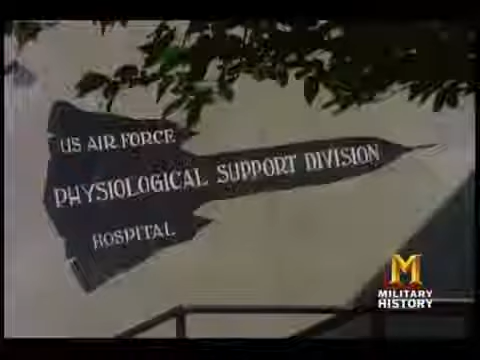 US AIR FORCE
PHYSIOLOGICAL SUPPORT DIVISION
HOSPITAL
M
MILITARY
HISTORY